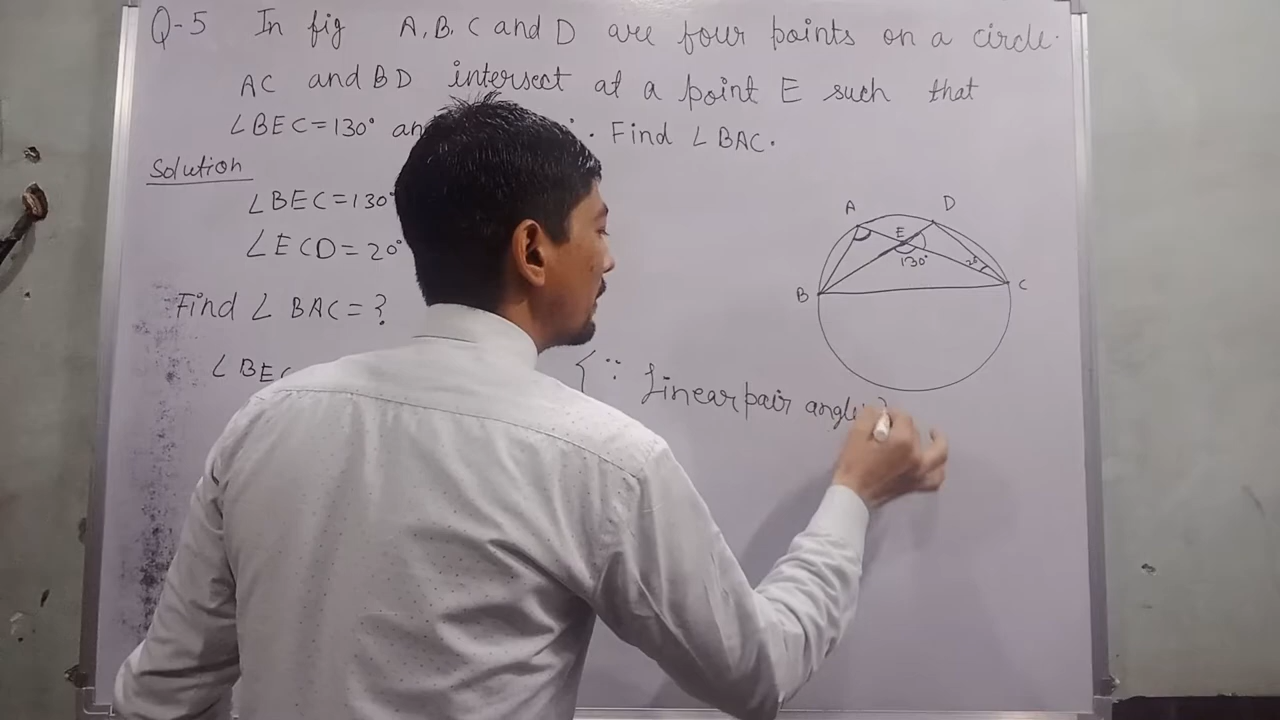 Q-5 In fig A, B, C and D are four points on a circle.
AC and BD intersect at a point E such that
∠BEC=130° an . Find ∠BAC.
Solution
∠BEC=130°
∠ECD=20°
Find ∠BAC=?
∠BEC
{∵ Linear pair angle
A
D
E
130°
20°
B
C